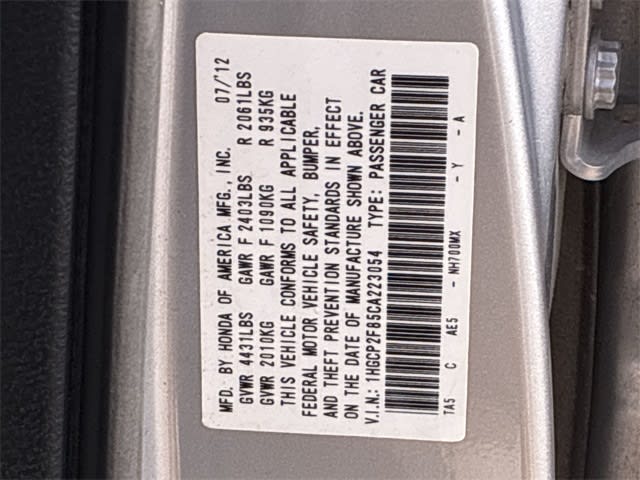 MFD. BY HONDA OF AMERICA MFG., INC. 07/'12
GVWR 4431LBS GAWR F 2403LBS R 2061LBS
GVWR 2010KG GAWR F 1090KG R 935KG
THIS VEHICLE CONFORMS TO ALL APPLICABLE
FEDERAL MOTOR VEHICLE SAFETY, BUMPER,
AND THEFT PREVENTION STANDARDS IN EFFECT
ON THE DATE OF MANUFACTURE SHOWN ABOVE.
V.I.N.: 1HGCP2F85CA223054 TYPE: PASSENGER CAR
TA5 C AE5 - NH700MX - Y - A